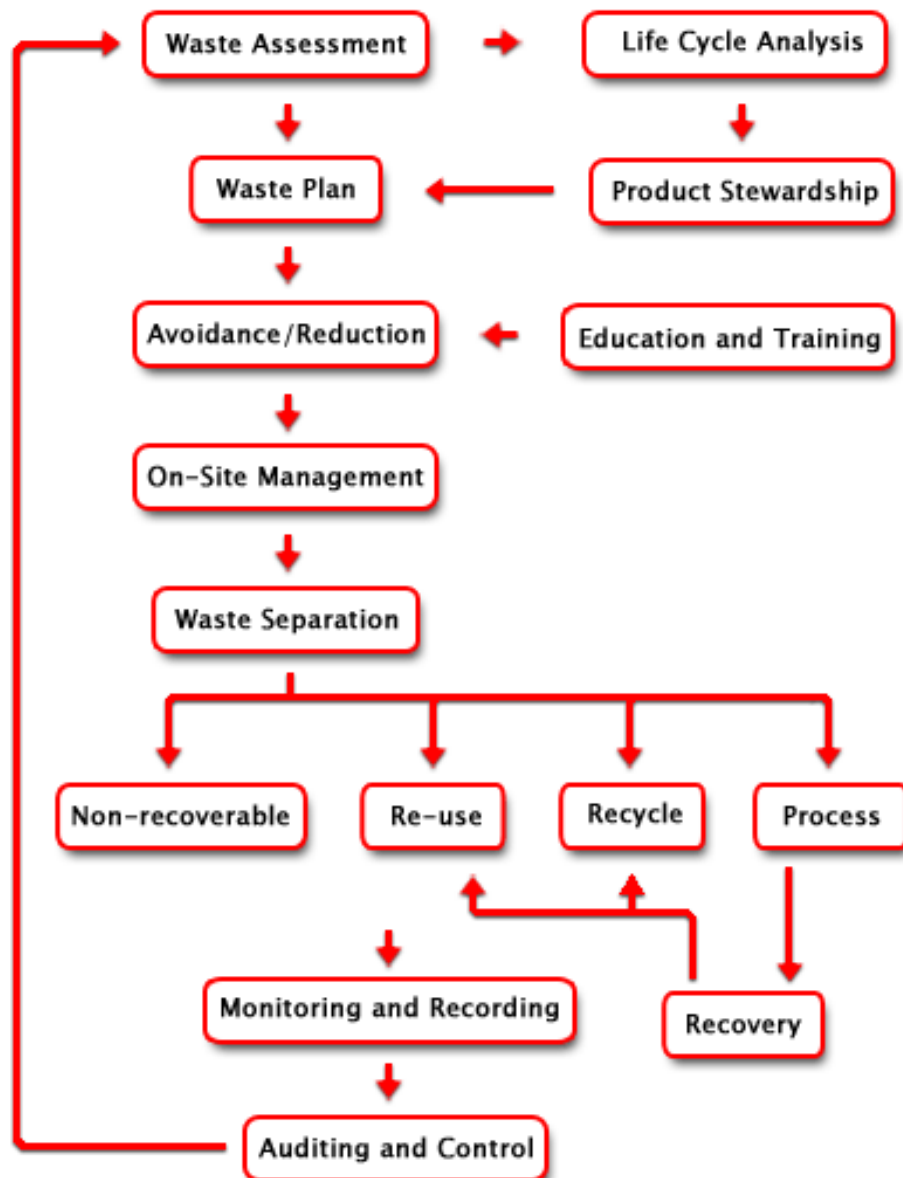 Waste Assessment
Life Cycle Analysis
Waste Plan
Product Stewardship
Avoidance/Reduction
Education and Training
On-Site Management
Waste Separation
Non-recoverable
Re-use
Recycle
Process
Monitoring and Recording
Recovery
Auditing and Control